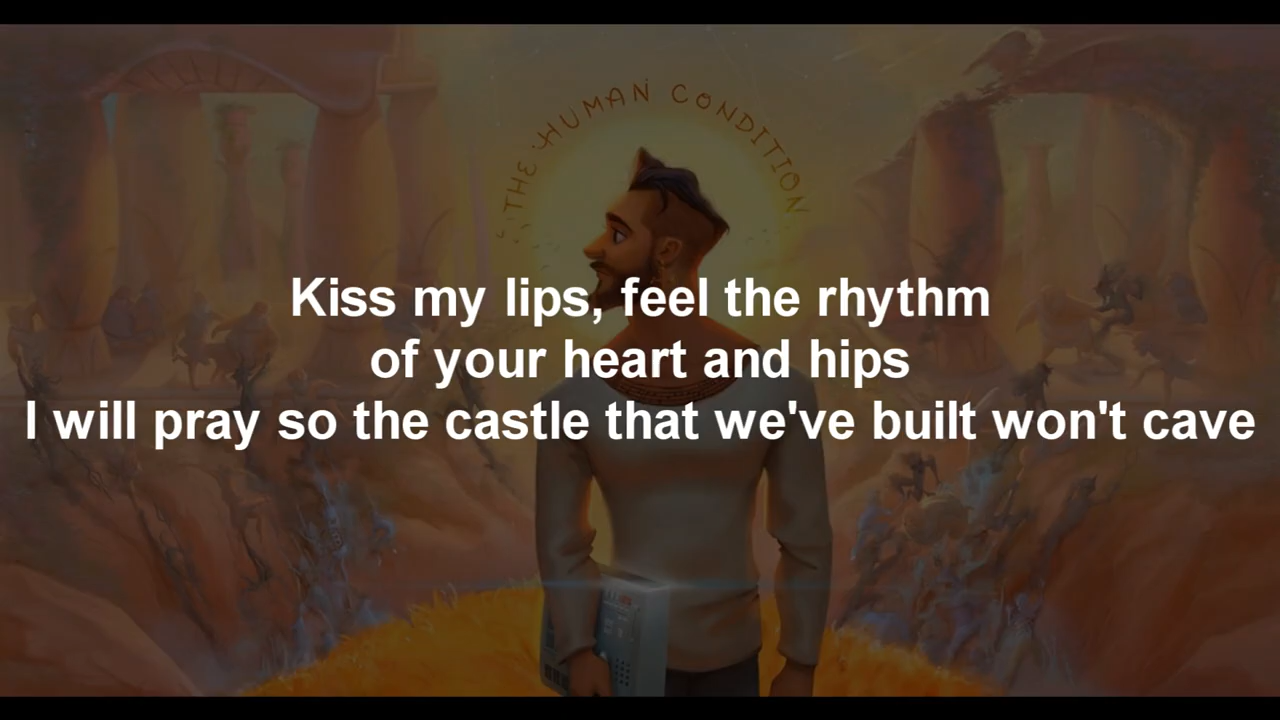 THE HUMAN CONDITION
Kiss my lips, feel the rhythm
of your heart and hips
I will pray so the castle that we've built won't cave